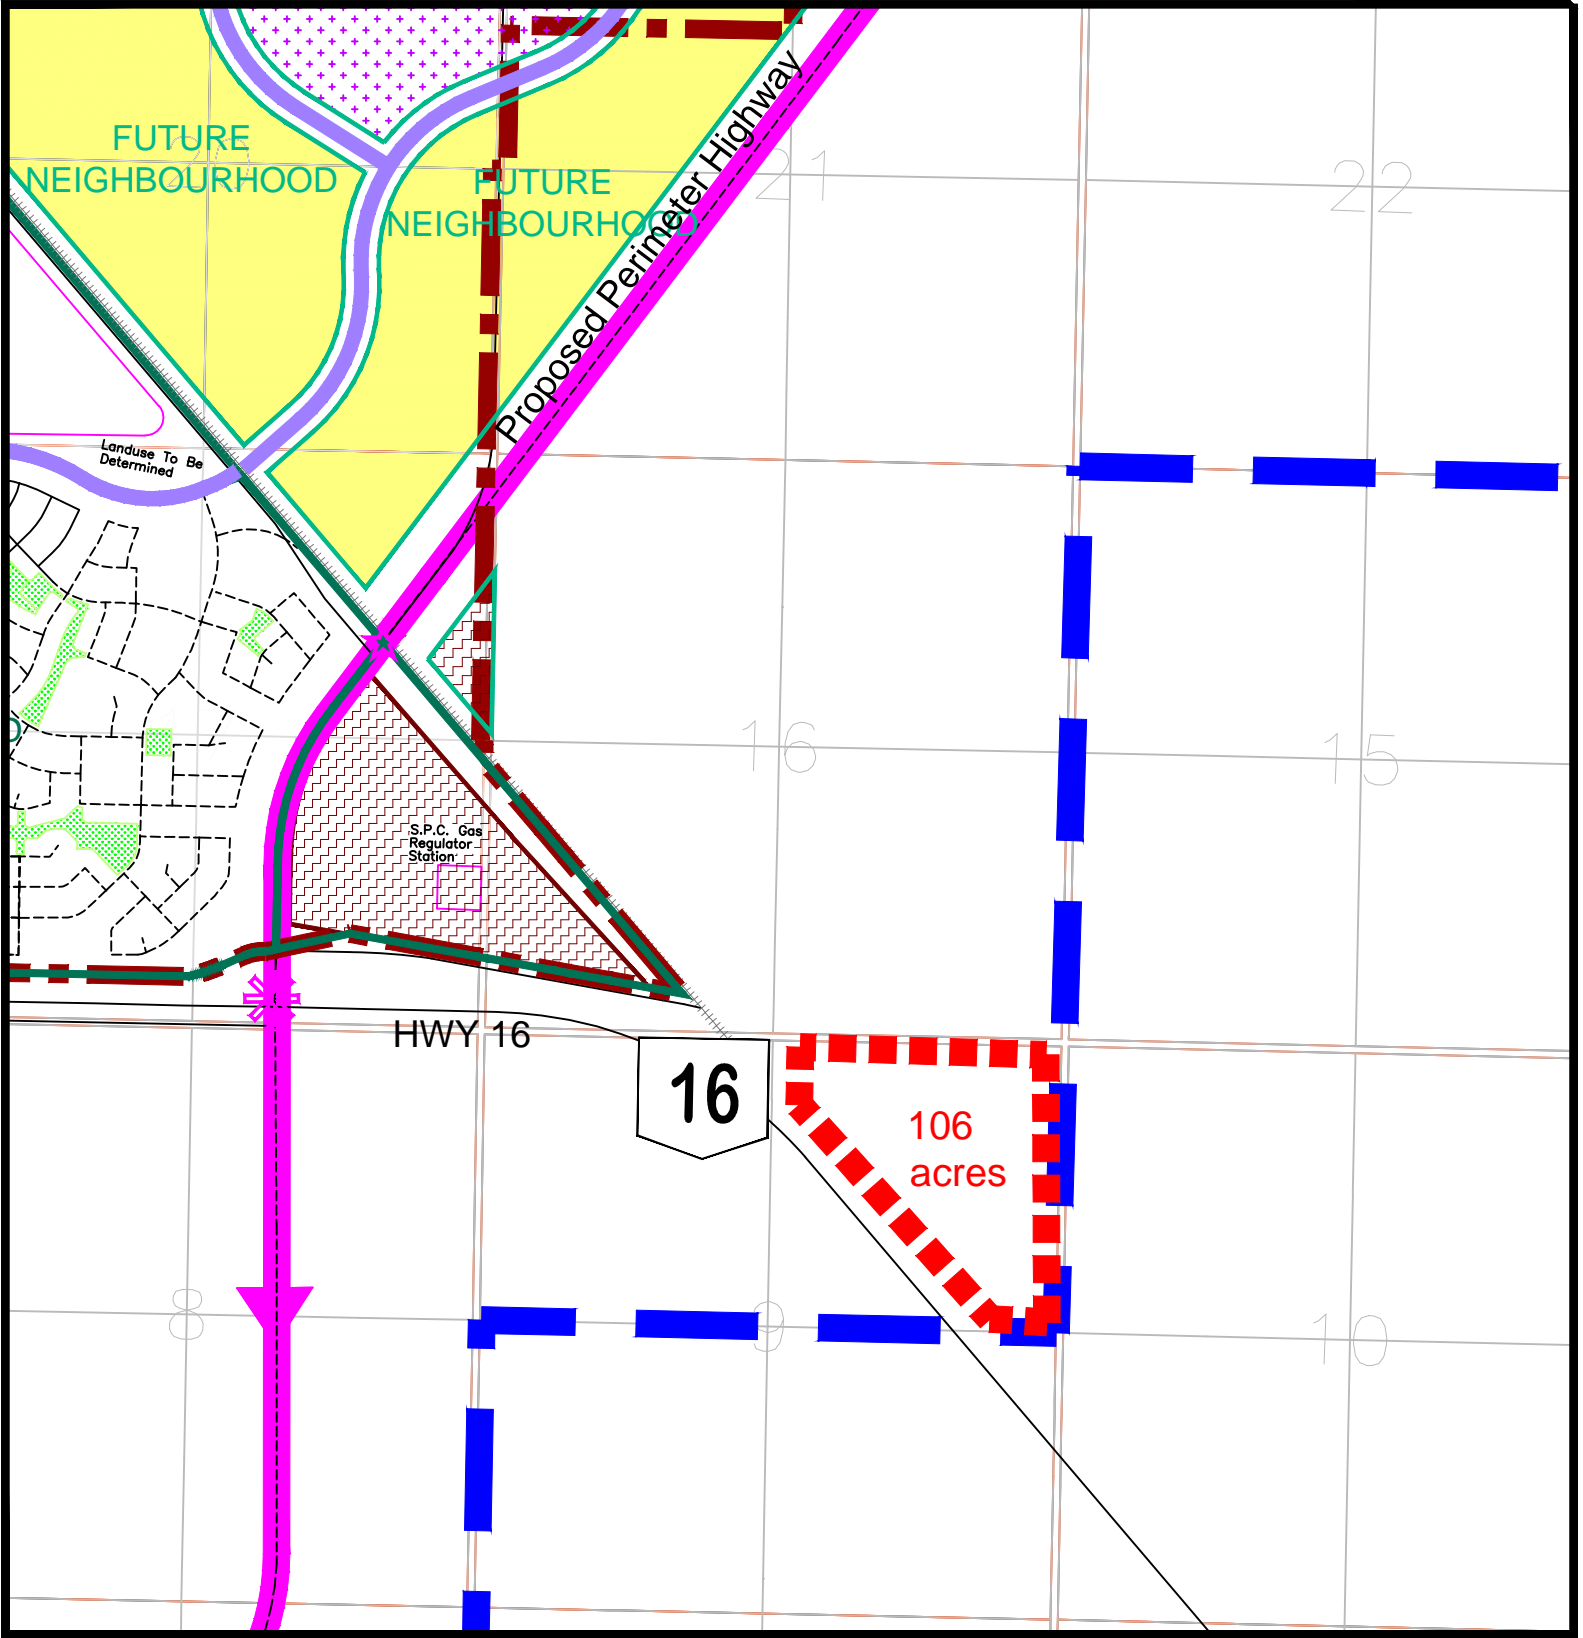 FUTURE
NEIGHBOURHOOD
20
FUTURE
NEIGHBOURHOOD
Proposed Perimeter Highway
21
22
Landuse To Be
Determined
16
15
S.P.C. Gas
Regulator
Station
HWY 16
16
106
acres
8
9
10